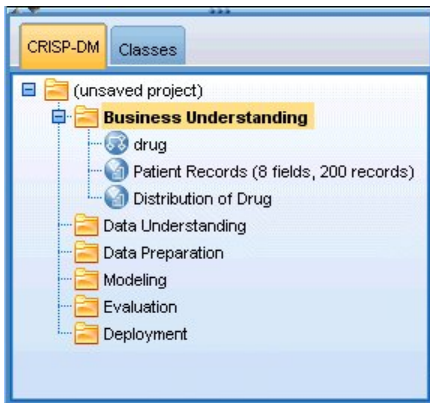 CRISP-DM Classes
(unsaved project)
Business Understanding
drug
Patient Records (8 fields, 200 records)
Distribution of Drug
Data Understanding
Data Preparation
Modeling
Evaluation
Deployment